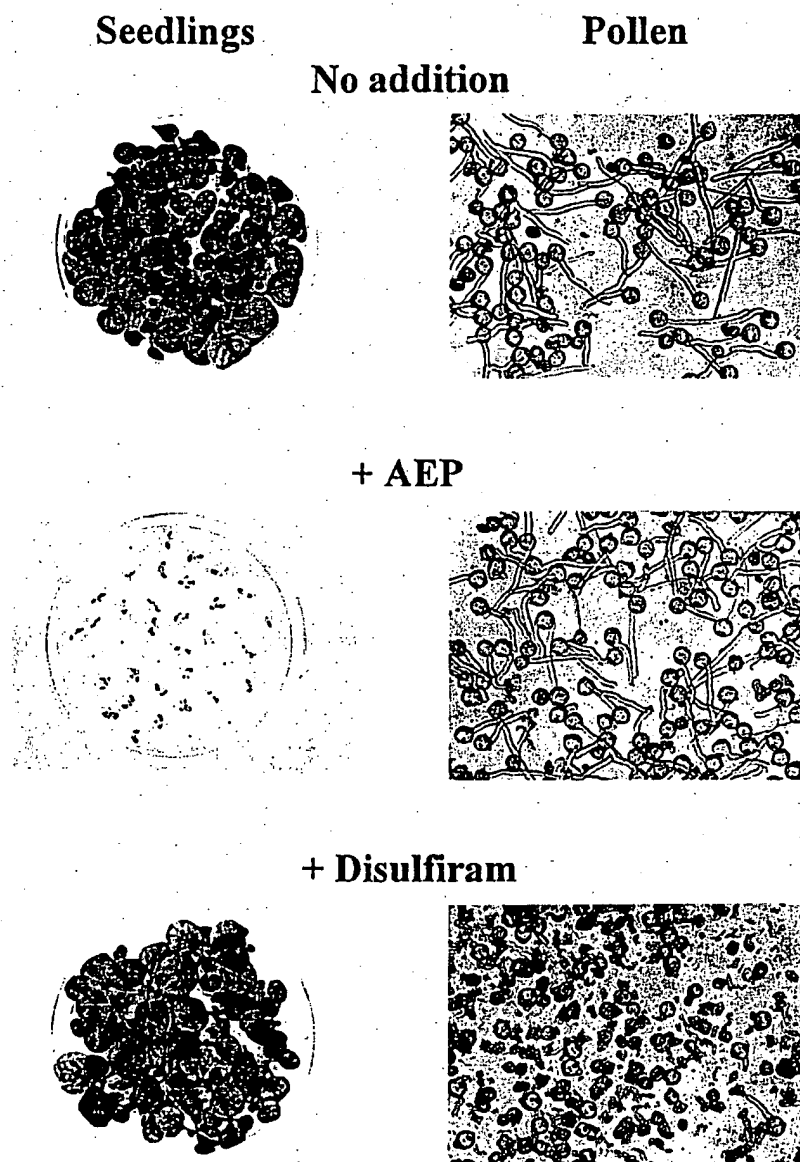 Seedlings Pollen
No addition
+ AEP
+ Disulfiram